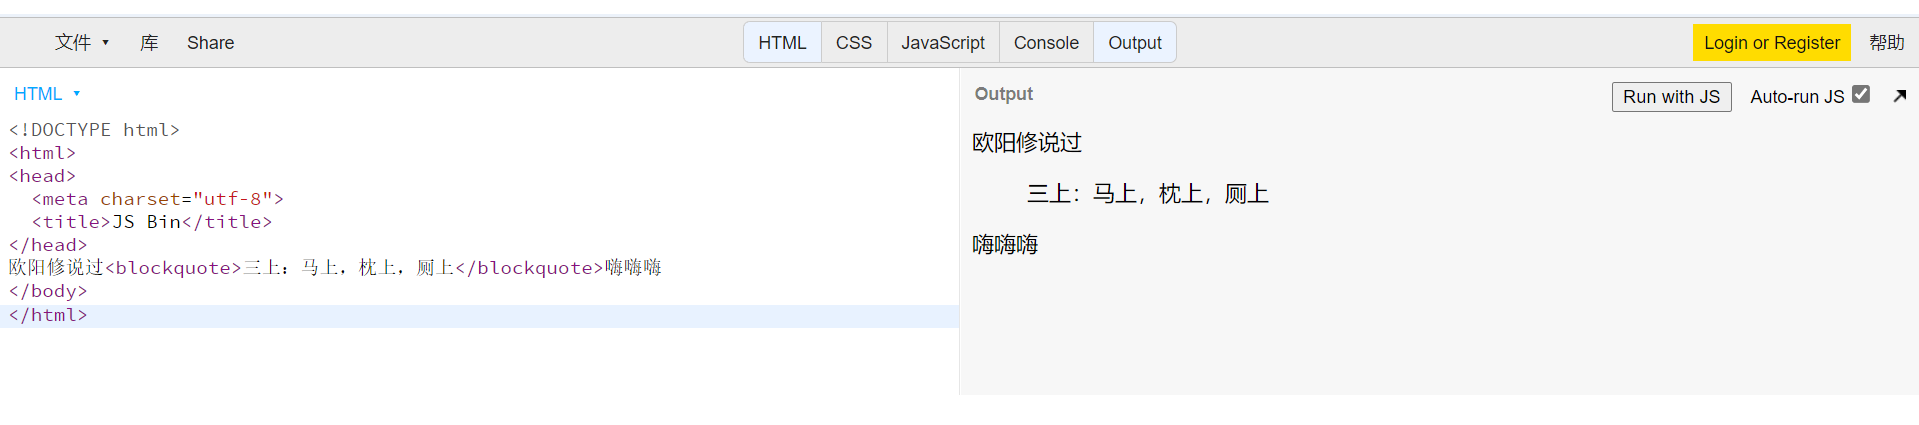 文件 ▾ 库 Share HTML CSS JavaScript Console Output Login or Register 帮助
HTML ▾
<!DOCTYPE html>
<html>
<head>
  <meta charset="utf-8">
  <title>JS Bin</title>
</head>
欧阳修说过<blockquote>三上：马上，枕上，厕上</blockquote>嗨嗨嗨
</body>
</html>
Output Run with JS Auto-run JS
欧阳修说过
三上：马上，枕上，厕上
嗨嗨嗨